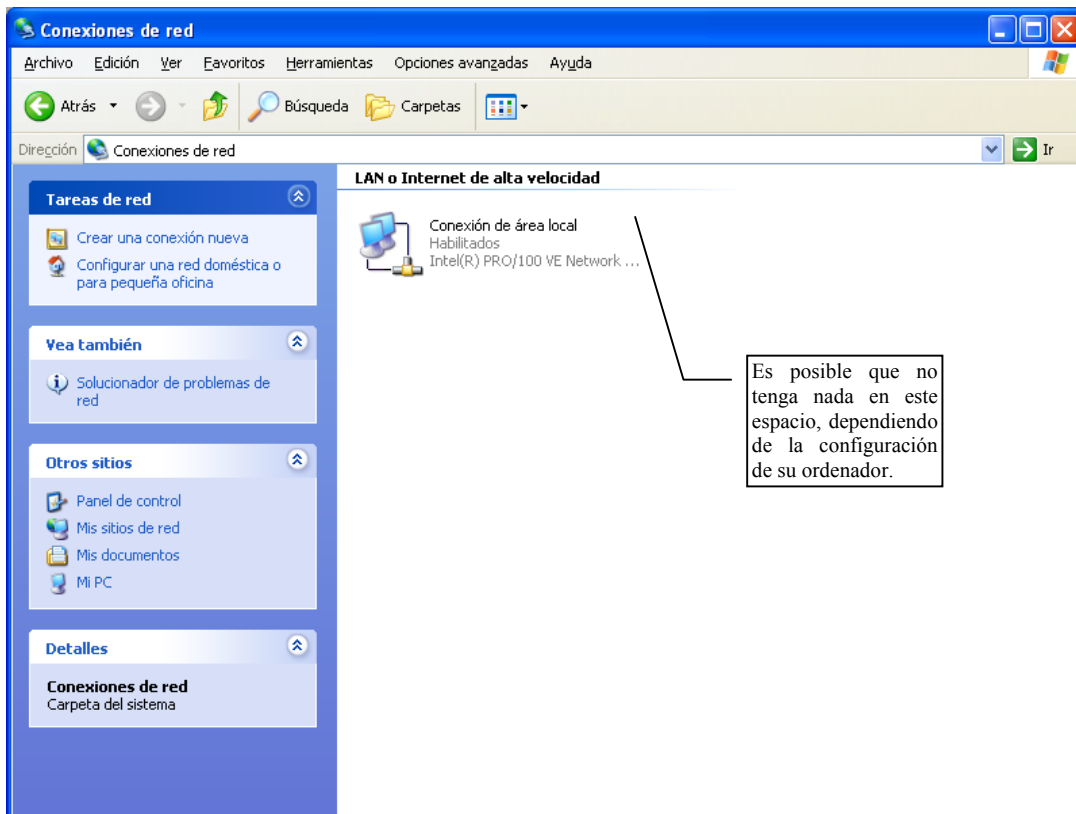 Conexiones de red
Archivo Edición Ver Favoritos Herramientas Opciones avanzadas Ayuda
Atrás Búsqueda Carpetas
Dirección Conexiones de red Ir
Tareas de red
Crear una conexión nueva
Configurar una red doméstica o
para pequeña oficina
Vea también
Solucionador de problemas de
red
Otros sitios
Panel de control
Mis sitios de red
Mis documentos
Mi PC
Detalles
Conexiones de red
Carpeta del sistema
LAN o Internet de alta velocidad
Conexión de área local
Habilitados
Intel(R) PRO/100 VE Network ...
Es posible que no
tenga nada en este
espacio, dependiendo
de la configuración
de su ordenador.